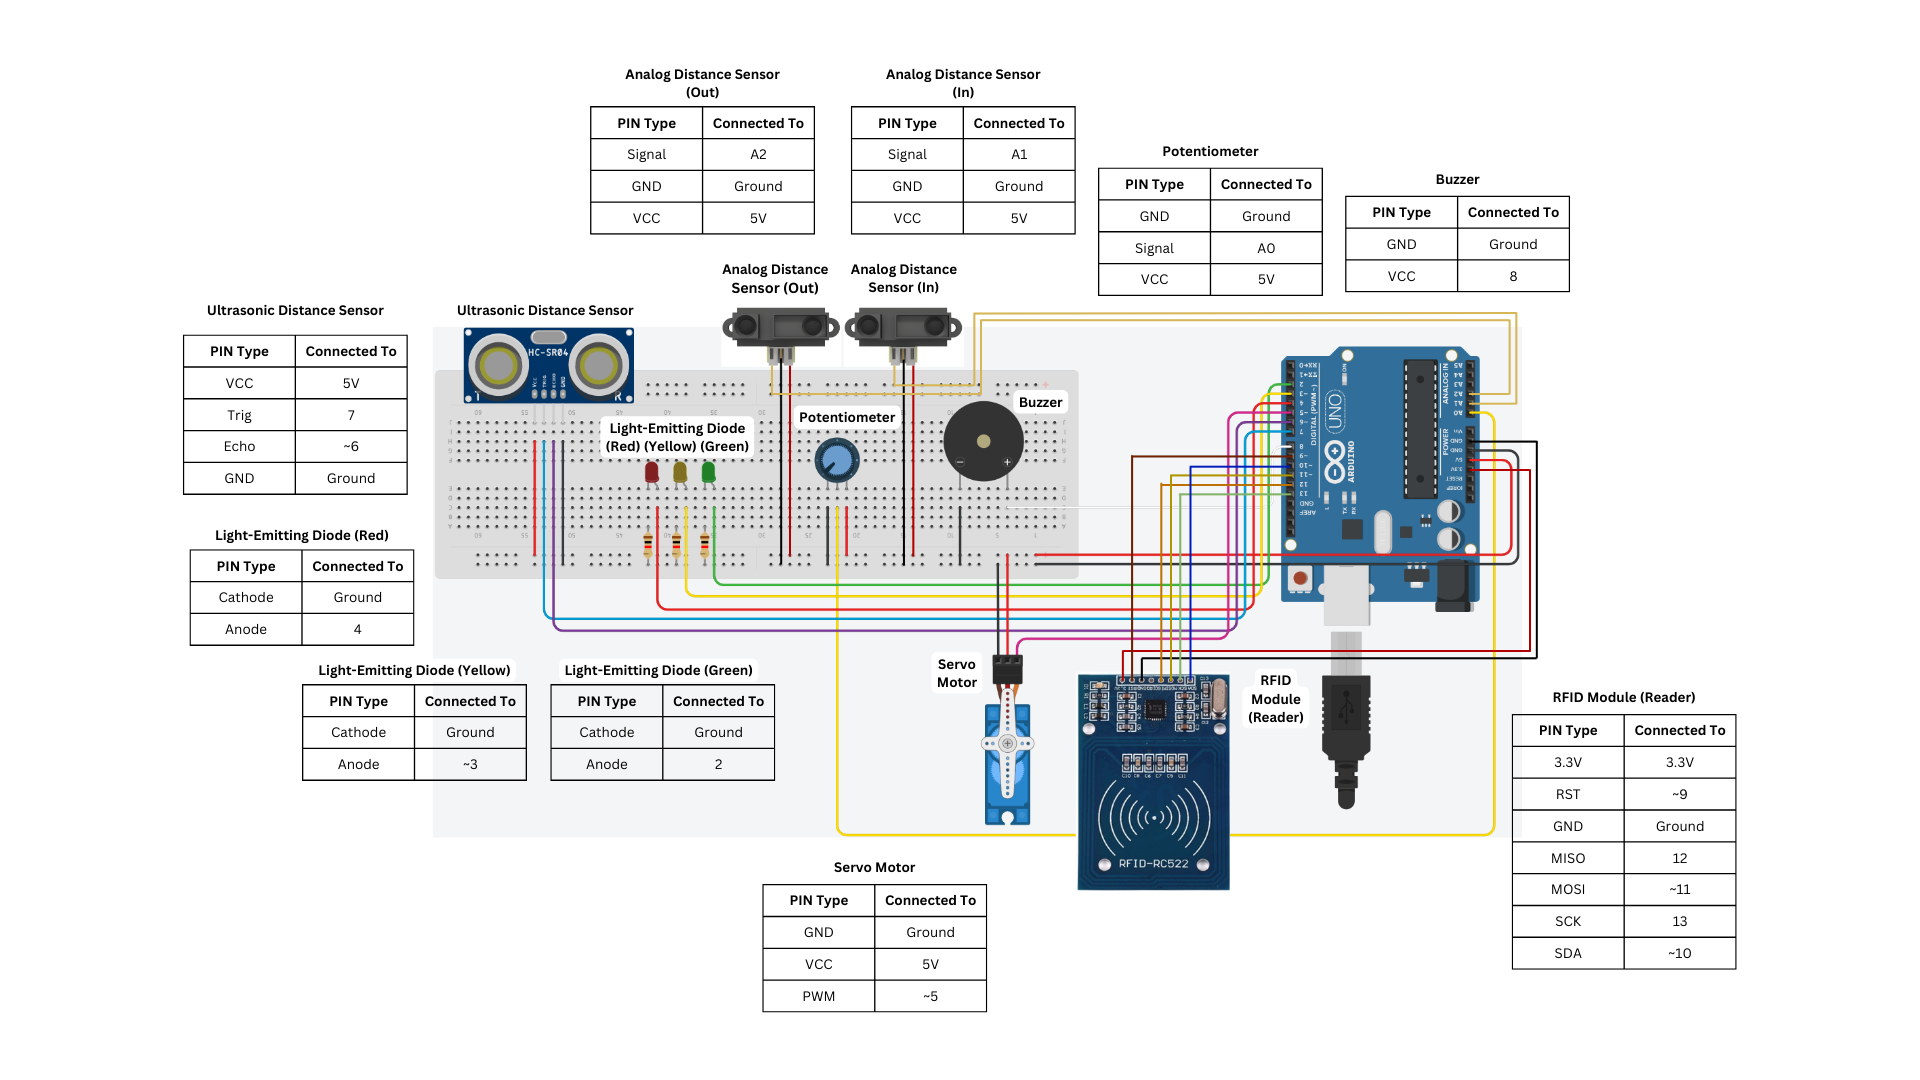 Analog Distance Sensor
(Out)
PIN Type Connected To
Signal A2
GND Ground
VCC 5V
Analog Distance Sensor
(In)
PIN Type Connected To
Signal A1
GND Ground
VCC 5V
Potentiometer
PIN Type Connected To
GND Ground
Signal A0
VCC 5V
Buzzer
PIN Type Connected To
GND Ground
VCC 8
Ultrasonic Distance Sensor
PIN Type Connected To
VCC 5V
Trig 7
Echo ~6
GND Ground
Ultrasonic Distance Sensor
HC-SR04
Analog Distance
Sensor (Out)
Analog Distance
Sensor (In)
Light-Emitting Diode
(Red) (Yellow) (Green)
Potentiometer
Buzzer
UNO
ARDUINO
ANALOG IN
POWER
DIGITAL (PWM~)
Light-Emitting Diode (Red)
PIN Type Connected To
Cathode Ground
Anode 4
Light-Emitting Diode (Yellow)
PIN Type Connected To
Cathode Ground
Anode ~3
Light-Emitting Diode (Green)
PIN Type Connected To
Cathode Ground
Anode 2
Servo
Motor
RFID
Module
(Reader)
RFID-RC522
Servo Motor
PIN Type Connected To
GND Ground
VCC 5V
PWM ~5
RFID Module (Reader)
PIN Type Connected To
3.3V 3.3V
RST ~9
GND Ground
MISO 12
MOSI ~11
SCK 13
SDA ~10